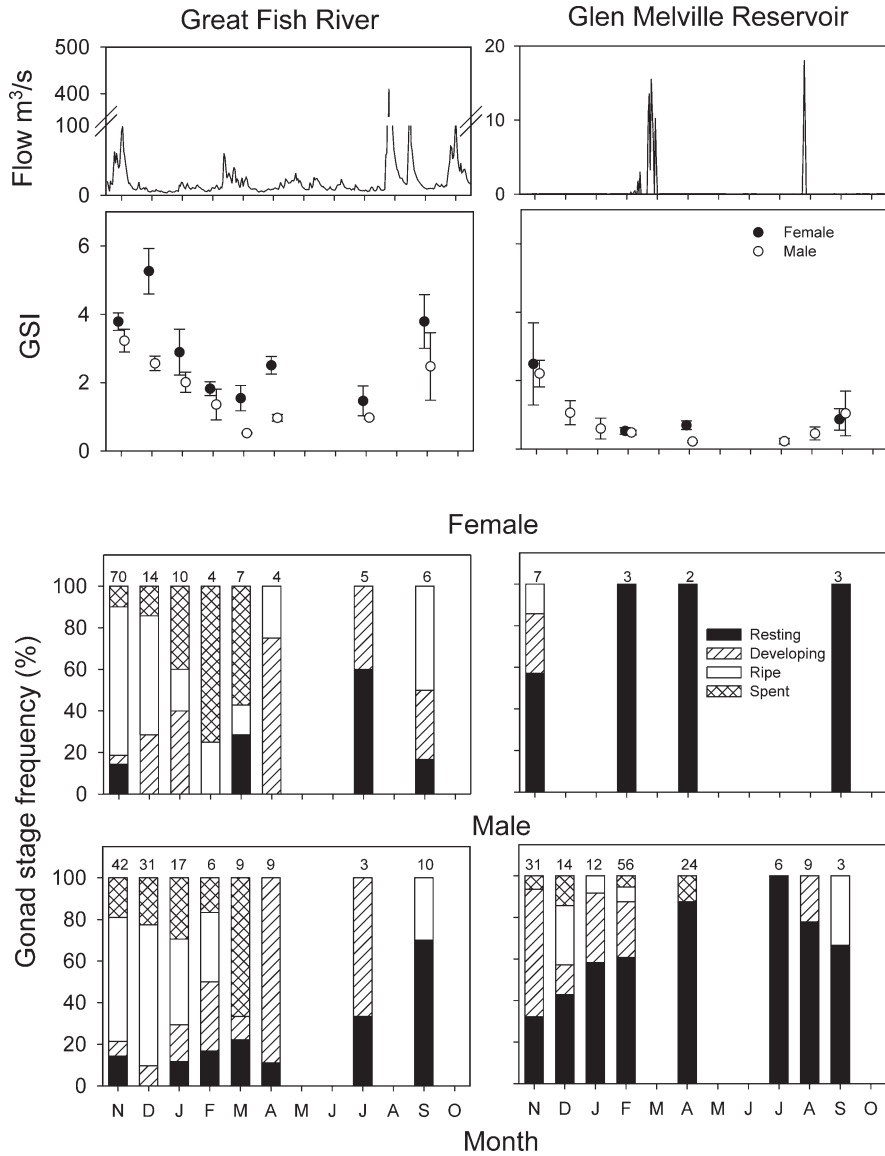 Great Fish River
Glen Melville Reservoir
Flow m³/s
500
400
100
0
20
10
0
GSI
6
4
2
0
Female
Male
Female
Gonad stage frequency (%)
100
80
60
40
20
0
70 14 10 4 7 4 5 6
7 3 2 3
Resting
Developing
Ripe
Spent
Male
100
80
60
40
20
0
42 31 17 6 9 9 3 10
31 14 12 56 24 6 9 3
N D J F M A M J J A S O
N D J F M A M J J A S O
Month